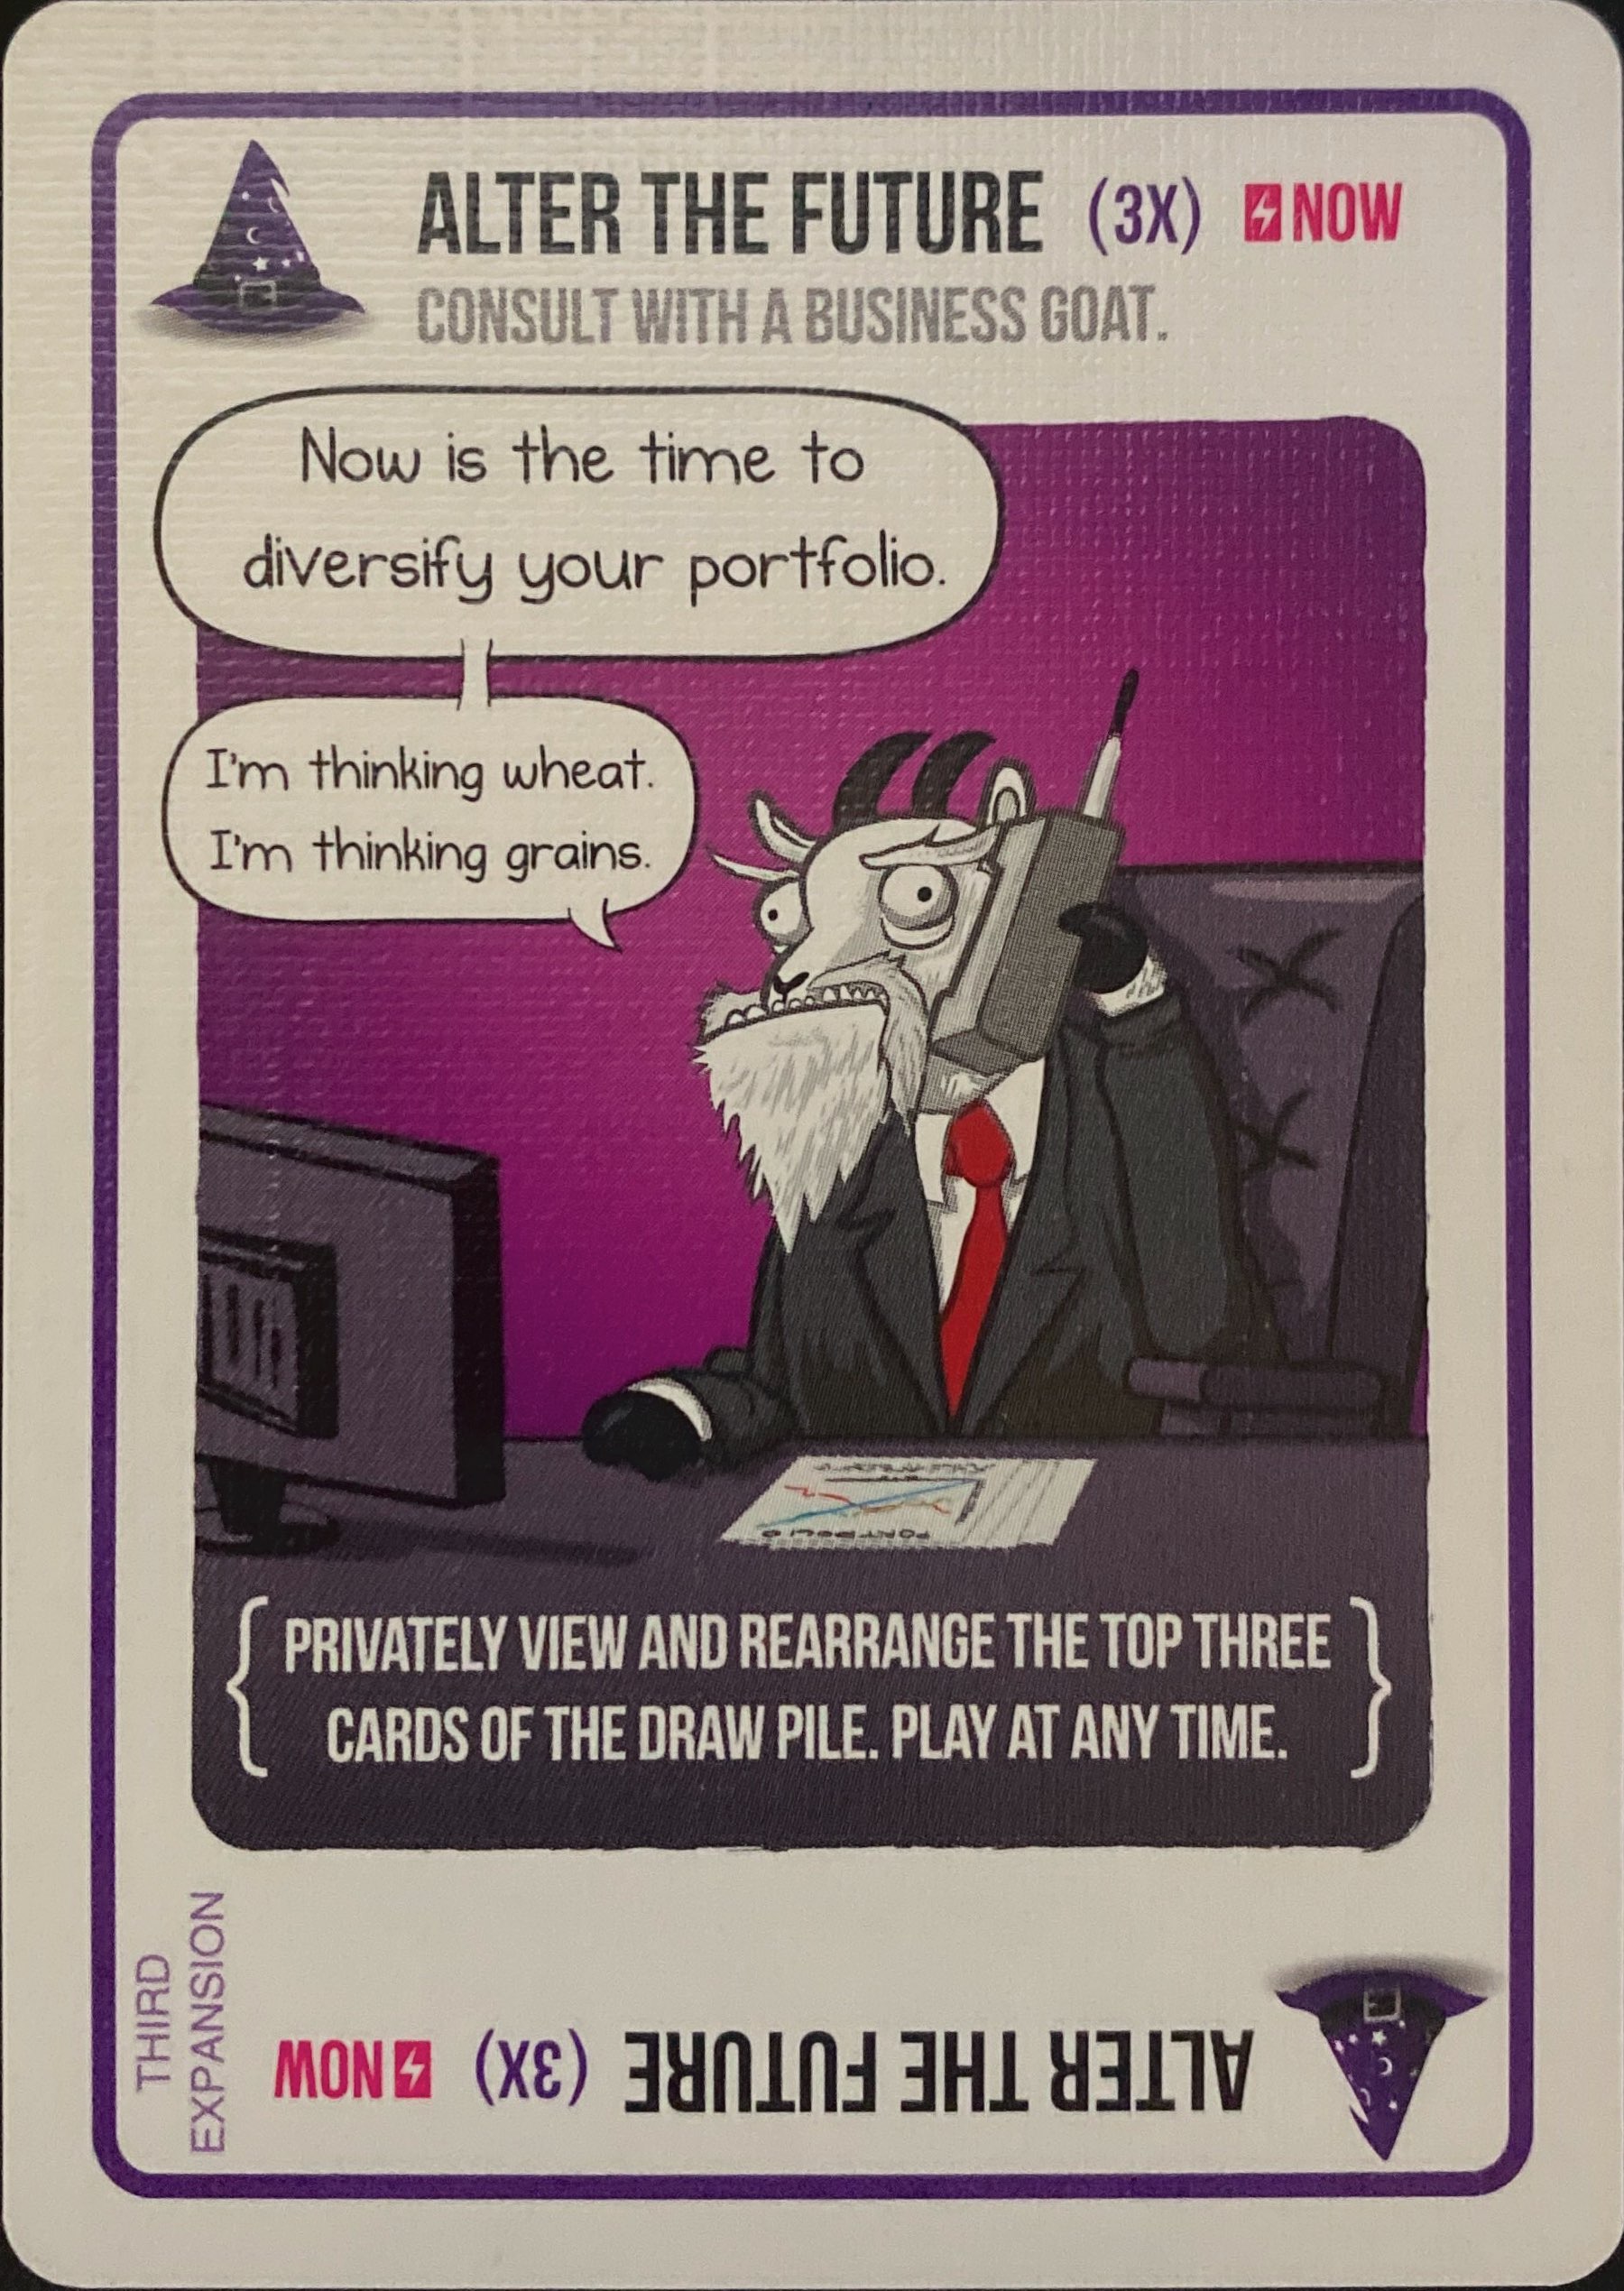 ALTER THE FUTURE (3X) NOW
CONSULT WITH A BUSINESS GOAT.
Now is the time to
diversify your portfolio.
I'm thinking wheat.
I'm thinking grains.
PORTFOLIO
{ PRIVATELY VIEW AND REARRANGE THE TOP THREE
CARDS OF THE DRAW PILE. PLAY AT ANY TIME. }
THIRD
EXPANSION
ALTER THE FUTURE (3X) NOW